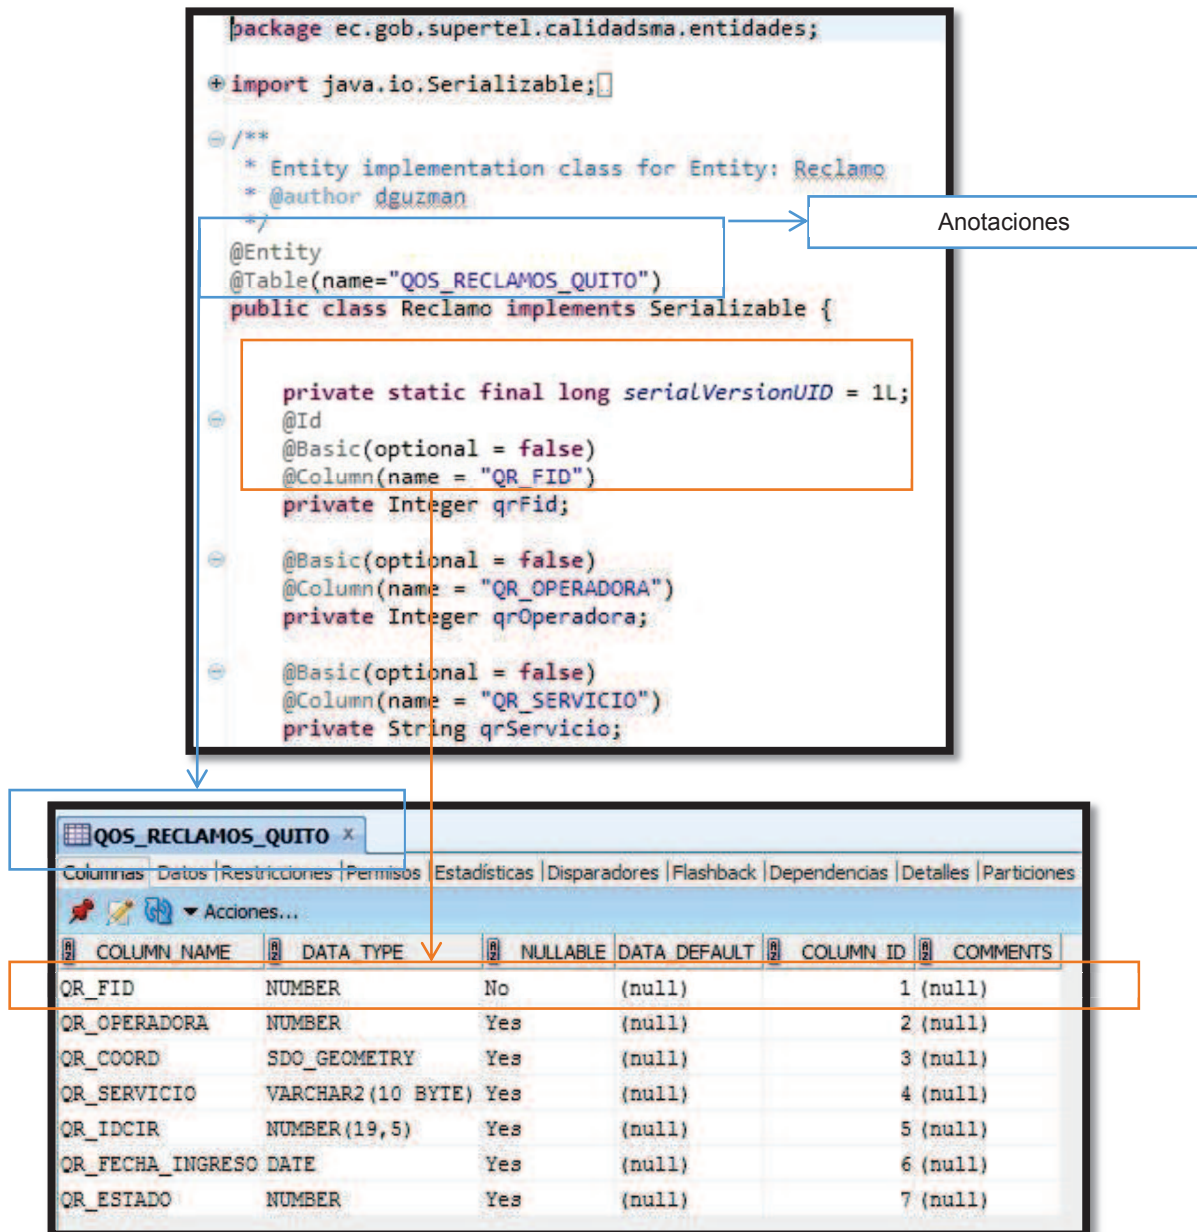 package ec.gob.supertel.calidadsma.entidades;
import java.io.Serializable;
/**
* Entity implementation class for Entity: Reclamo
* @author dguzman
*/
Anotaciones
@Entity
@Table(name="QOS_RECLAMOS_QUITO")
public class Reclamo implements Serializable {
private static final long serialVersionUID = 1L;
@Id
@Basic(optional = false)
@Column(name = "QR_FID")
private Integer qrFid;
@Basic(optional = false)
@Column(name = "QR_OPERADORA")
private Integer qrOperadora;
@Basic(optional = false)
@Column(name = "QR_SERVICIO")
private String qrServicio;
QOS_RECLAMOS_QUITO x
Columnas Datos |Restricciones |Permisos |Estadísticas |Disparadores |Flashback |Dependencias |Detalles |Particiones
Acciones...
COLUMN_NAME DATA_TYPE NULLABLE DATA_DEFAULT COLUMN_ID COMMENTS
QR_FID NUMBER No (null) 1 (null)
QR_OPERADORA NUMBER Yes (null) 2 (null)
QR_COORD SDO_GEOMETRY Yes (null) 3 (null)
QR_SERVICIO VARCHAR2(10 BYTE) Yes (null) 4 (null)
QR_IDCIR NUMBER(19,5) Yes (null) 5 (null)
QR_FECHA_INGRESO DATE Yes (null) 6 (null)
QR_ESTADO NUMBER Yes (null) 7 (null)